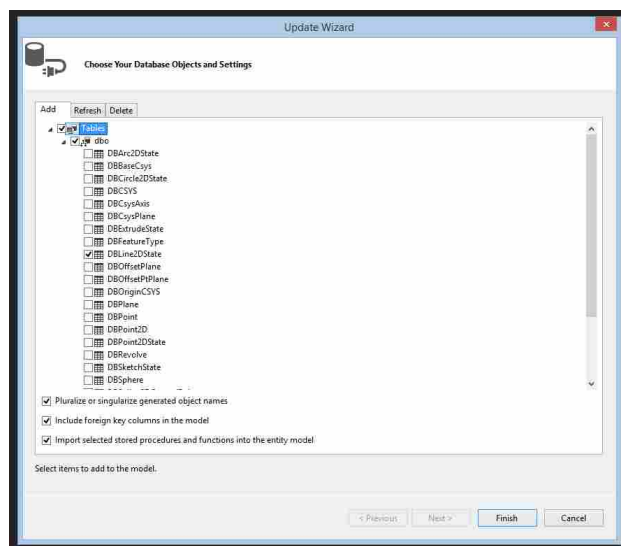 Update Wizard
Choose Your Database Objects and Settings
Add Refresh Delete
Tables
dbo
DBArc2DState
DBBaseCsys
DBCircle2DState
DBCSYS
DBCsysAxis
DBCsysPlane
DBExtrudeState
DBFeatureType
DBLine2DState
DBOffsetPlane
DBOffsetPtPlane
DBOriginCSYS
DBPlane
DBPoint
DBPoint2D
DBPoint2DState
DBRevolve
DBSketchState
DBSphere
Pluralize or singularize generated object names
Include foreign key columns in the model
Import selected stored procedures and functions into the entity model
Select items to add to the model.
< Previous Next > Finish Cancel